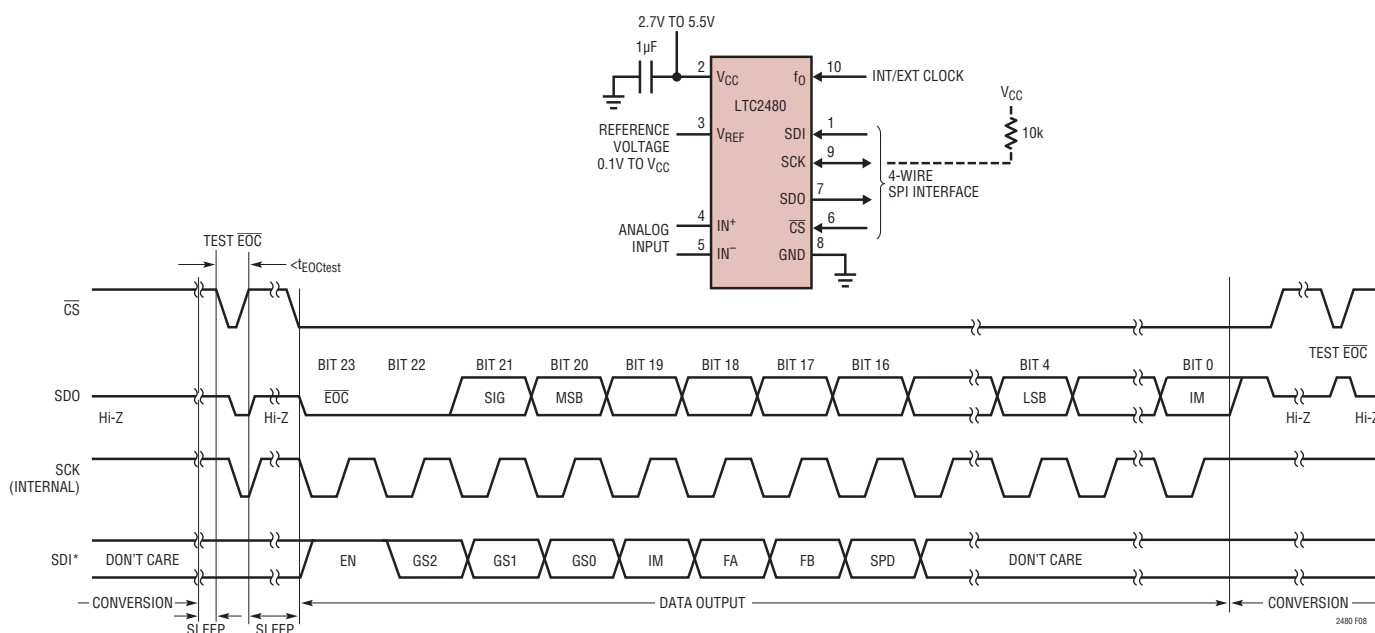 2.7V TO 5.5V
1µF
2
VCC
fO
10
INT/EXT CLOCK
LTC2480
VCC
10k
REFERENCE
VOLTAGE
0.1V TO VCC
3
VREF
SDI
1
SCK
9
SDO
7
4-WIRE
SPI INTERFACE
ANALOG
INPUT
4
IN+
5
IN−
CS
6
GND
8
TEST EOC
<tEOCtest
CS
TEST EOC
BIT 23
BIT 22
BIT 21
BIT 20
BIT 19
BIT 18
BIT 17
BIT 16
BIT 4
BIT 0
SDO
EOC
SIG
MSB
LSB
IM
Hi-Z
Hi-Z
Hi-Z
Hi-Z
SCK
(INTERNAL)
SDI*
DON'T CARE
EN
GS2
GS1
GS0
IM
FA
FB
SPD
DON'T CARE
CONVERSION
DATA OUTPUT
CONVERSION
SLEEP
SLEEP
2480 F08